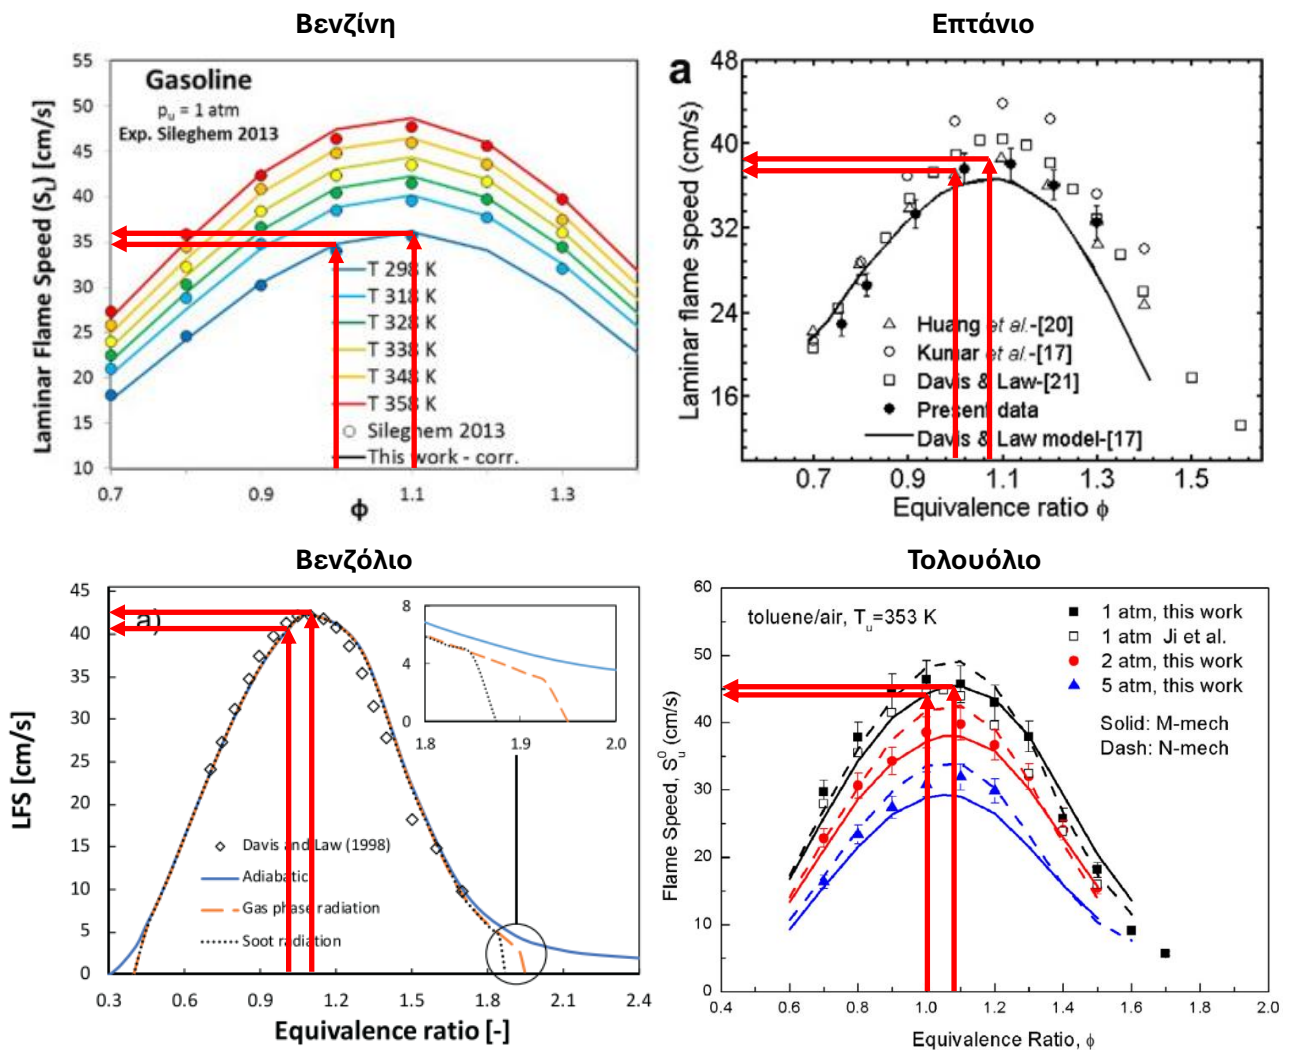 Βενζίνη
55
50
45
40
35
30
25
20
15
10
Laminar Flame Speed (SL) [cm/s]
Gasoline
pu = 1 atm
Exp. Sileghem 2013
T 298 K
T 318 K
T 328 K
T 338 K
T 348 K
T 358 K
Sileghem 2013
This work - corr.
0.7
0.9
1.1
1.3
ϕ
Επτάνιο
a
48
40
32
24
16
Laminar flame speed (cm/s)
Huang et al.-[20]
Kumar et al.-[17]
Davis & Law-[21]
Present data
Davis & Law model-[17]
0.7
0.9
1.1
1.3
1.5
Equivalence ratio ϕ
Βενζόλιο
45
40
35
30
25
20
15
10
5
0
LFS [cm/s]
a)
8
4
0
1.8
1.9
2.0
Davis and Law (1998)
Adiabatic
Gas phase radiation
Soot radiation
0.3
0.6
0.9
1.2
1.5
1.8
2.1
2.4
Equivalence ratio [-]
Τολουόλιο
60
50
40
30
20
10
0
Flame Speed, Su0 (cm/s)
toluene/air, Tu=353 K
1 atm, this work
1 atm Ji et al.
2 atm, this work
5 atm, this work
Solid: M-mech
Dash: N-mech
0.4
0.6
0.8
1.0
1.2
1.4
1.6
1.8
2.0
Equivalence Ratio, ϕ